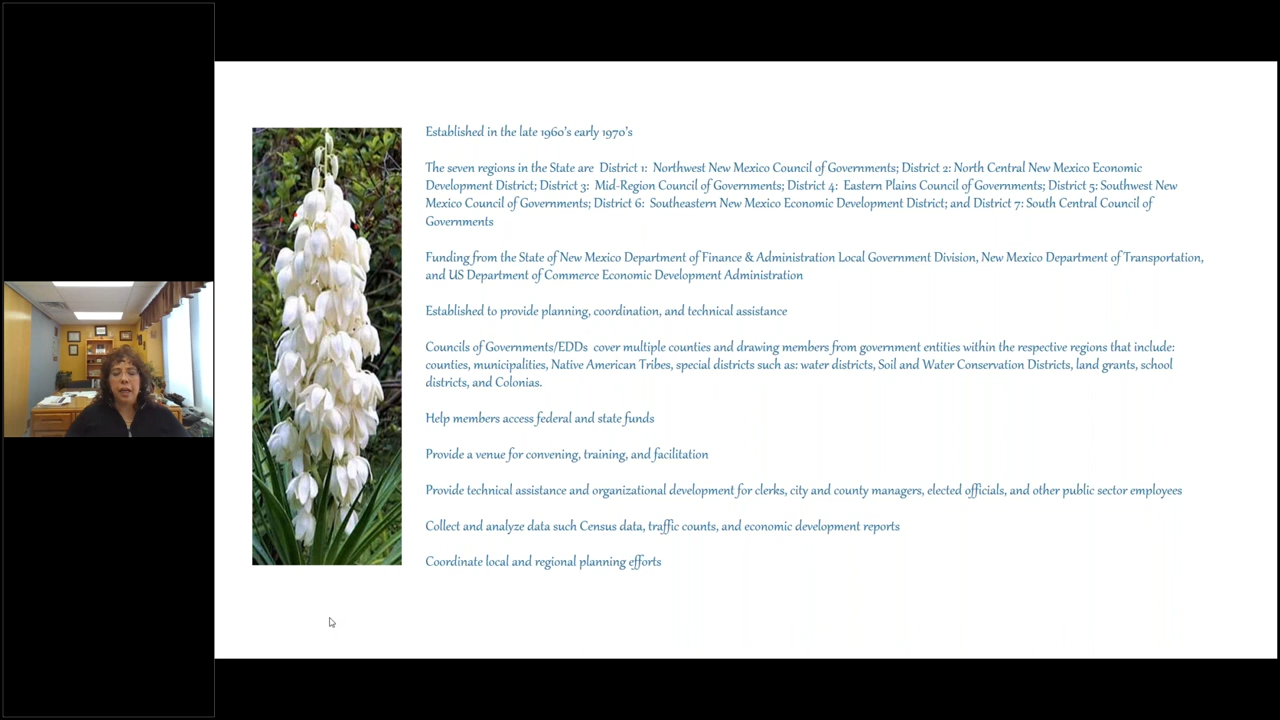 Established in the late 1960's early 1970's
The seven regions in the State are District 1: Northwest New Mexico Council of Governments; District 2: North Central New Mexico Economic
Development District; District 3: Mid-Region Council of Governments; District 4: Eastern Plains Council of Governments; District 5: Southwest New
Mexico Council of Governments; District 6: Southeastern New Mexico Economic Development District; and District 7: South Central Council of
Governments
Funding from the State of New Mexico Department of Finance & Administration Local Government Division, New Mexico Department of Transportation,
and US Department of Commerce Economic Development Administration
Established to provide planning, coordination, and technical assistance
Councils of Governments/EDDs cover multiple counties and drawing members from government entities within the respective regions that include:
counties, municipalities, Native American Tribes, special districts such as: water districts, Soil and Water Conservation Districts, land grants, school
districts, and Colonias.
Help members access federal and state funds
Provide a venue for convening, training, and facilitation
Provide technical assistance and organizational development for clerks, city and county managers, elected officials, and other public sector employees
Collect and analyze data such Census data, traffic counts, and economic development reports
Coordinate local and regional planning efforts